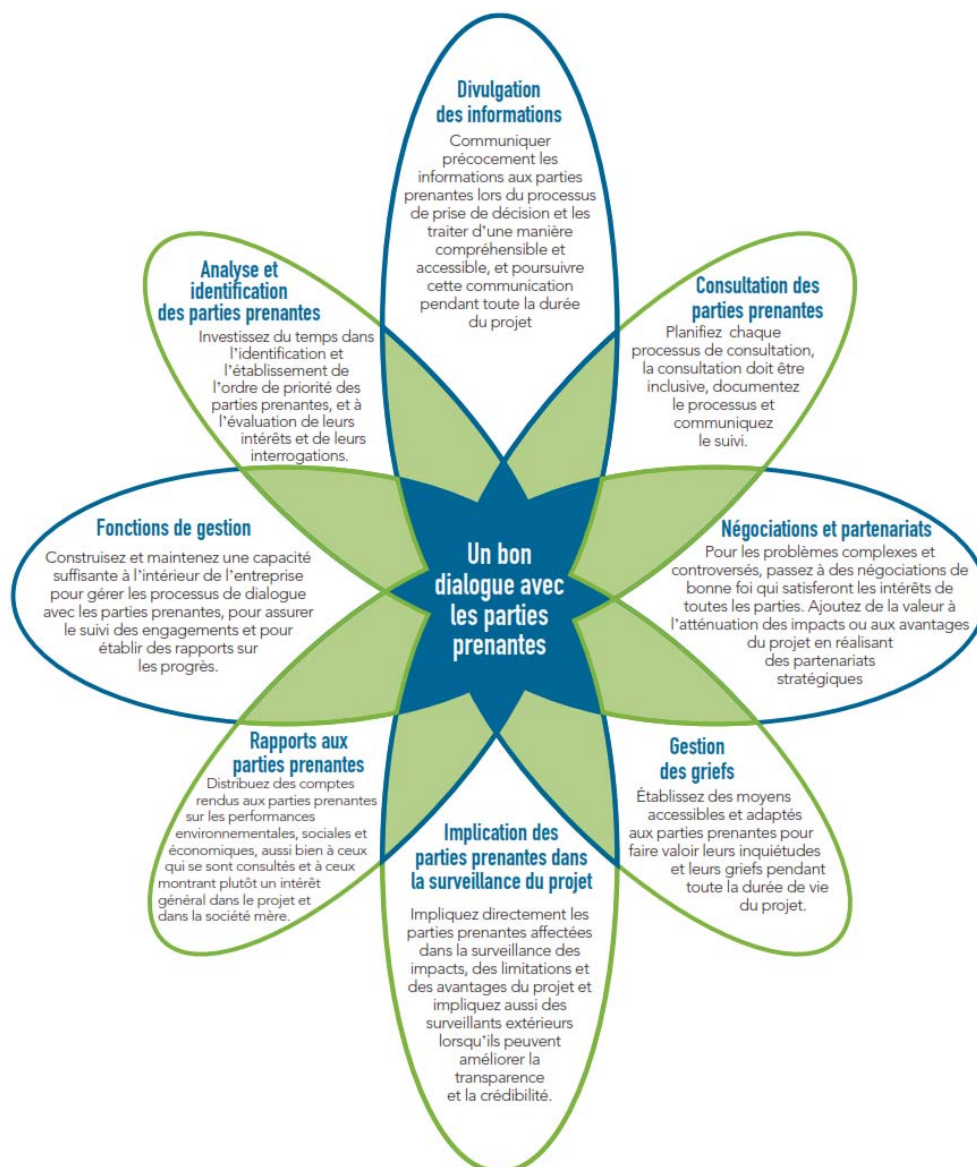 Divulgation
des informations
Communiquer
précocement les
informations aux parties
prenantes lors du processus
de prise de décision et les
traiter d'une manière
compréhensible et
accessible, et poursuivre
cette communication
pendant toute la durée
du projet
Analyse et
identification
des parties prenantes
Investissez du temps dans
l'identification et
l'établissement de
l'ordre de priorité des
parties prenantes, et à
l'évaluation de leurs
intérêts et de leurs
interrogations.
Consultation des
parties prenantes
Planifiez chaque
processus de consultation,
la consultation doit être
inclusive, documentez
le processus et
communiquez
le suivi.
Fonctions de gestion
Construisez et maintenez une capacité
suffisante à l'intérieur de l'entreprise
pour gérer les processus de dialogue
avec les parties prenantes, pour assurer
le suivi des engagements et pour
établir des rapports sur
les progrès.
Un bon
dialogue avec
les parties
prenantes
Négociations et partenariats
Pour les problèmes complexes et
controversés, passez à des négociations de
bonne foi qui satisferont les intérêts de
toutes les parties. Ajoutez de la valeur à
l'atténuation des impacts ou aux avantages
du projet en réalisant
des partenariats
stratégiques
Rapports aux
parties prenantes
Distribuez des comptes
rendus aux parties prenantes
sur les performances
environnementales, sociales et
économiques, aussi bien à ceux
qui se sont consultés et à ceux
montrant plutôt un intérêt
général dans le projet et
dans la société mère.
Implication des
parties prenantes dans
la surveillance du projet
Impliquez directement les
parties prenantes affectées
dans la surveillance des
impacts, des limitations et
des avantages du projet et
impliquez aussi des
surveillants extérieurs
lorsqu'ils peuvent
améliorer la
transparence
et la crédibilité.
Gestion
des griefs
Établissez des moyens
accessibles et adaptés
aux parties prenantes pour
faire valoir leurs inquiétudes
et leurs griefs pendant
toute la durée de vie
du projet.